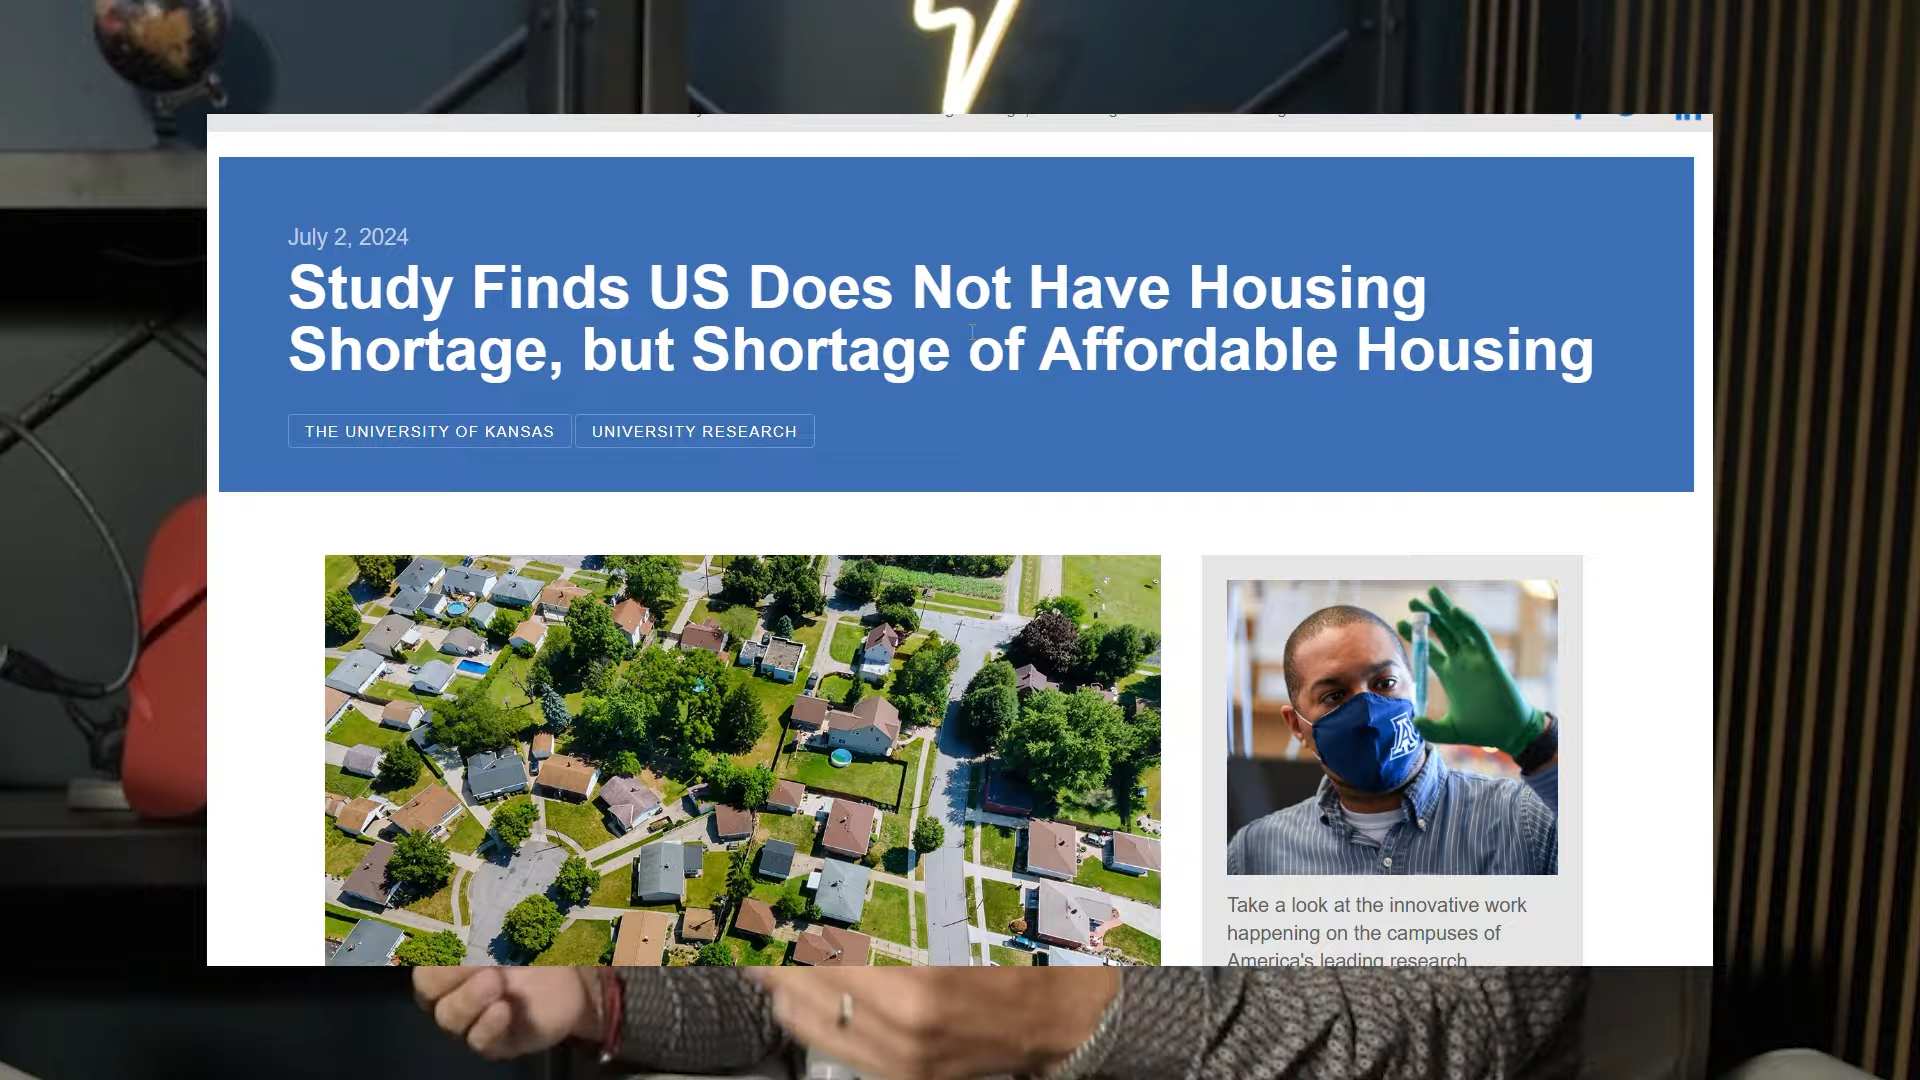 July 2, 2024
Study Finds US Does Not Have Housing
Shortage, but Shortage of Affordable Housing
THE UNIVERSITY OF KANSAS
UNIVERSITY RESEARCH
A
Take a look at the innovative work
happening on the campuses of
America's leading research